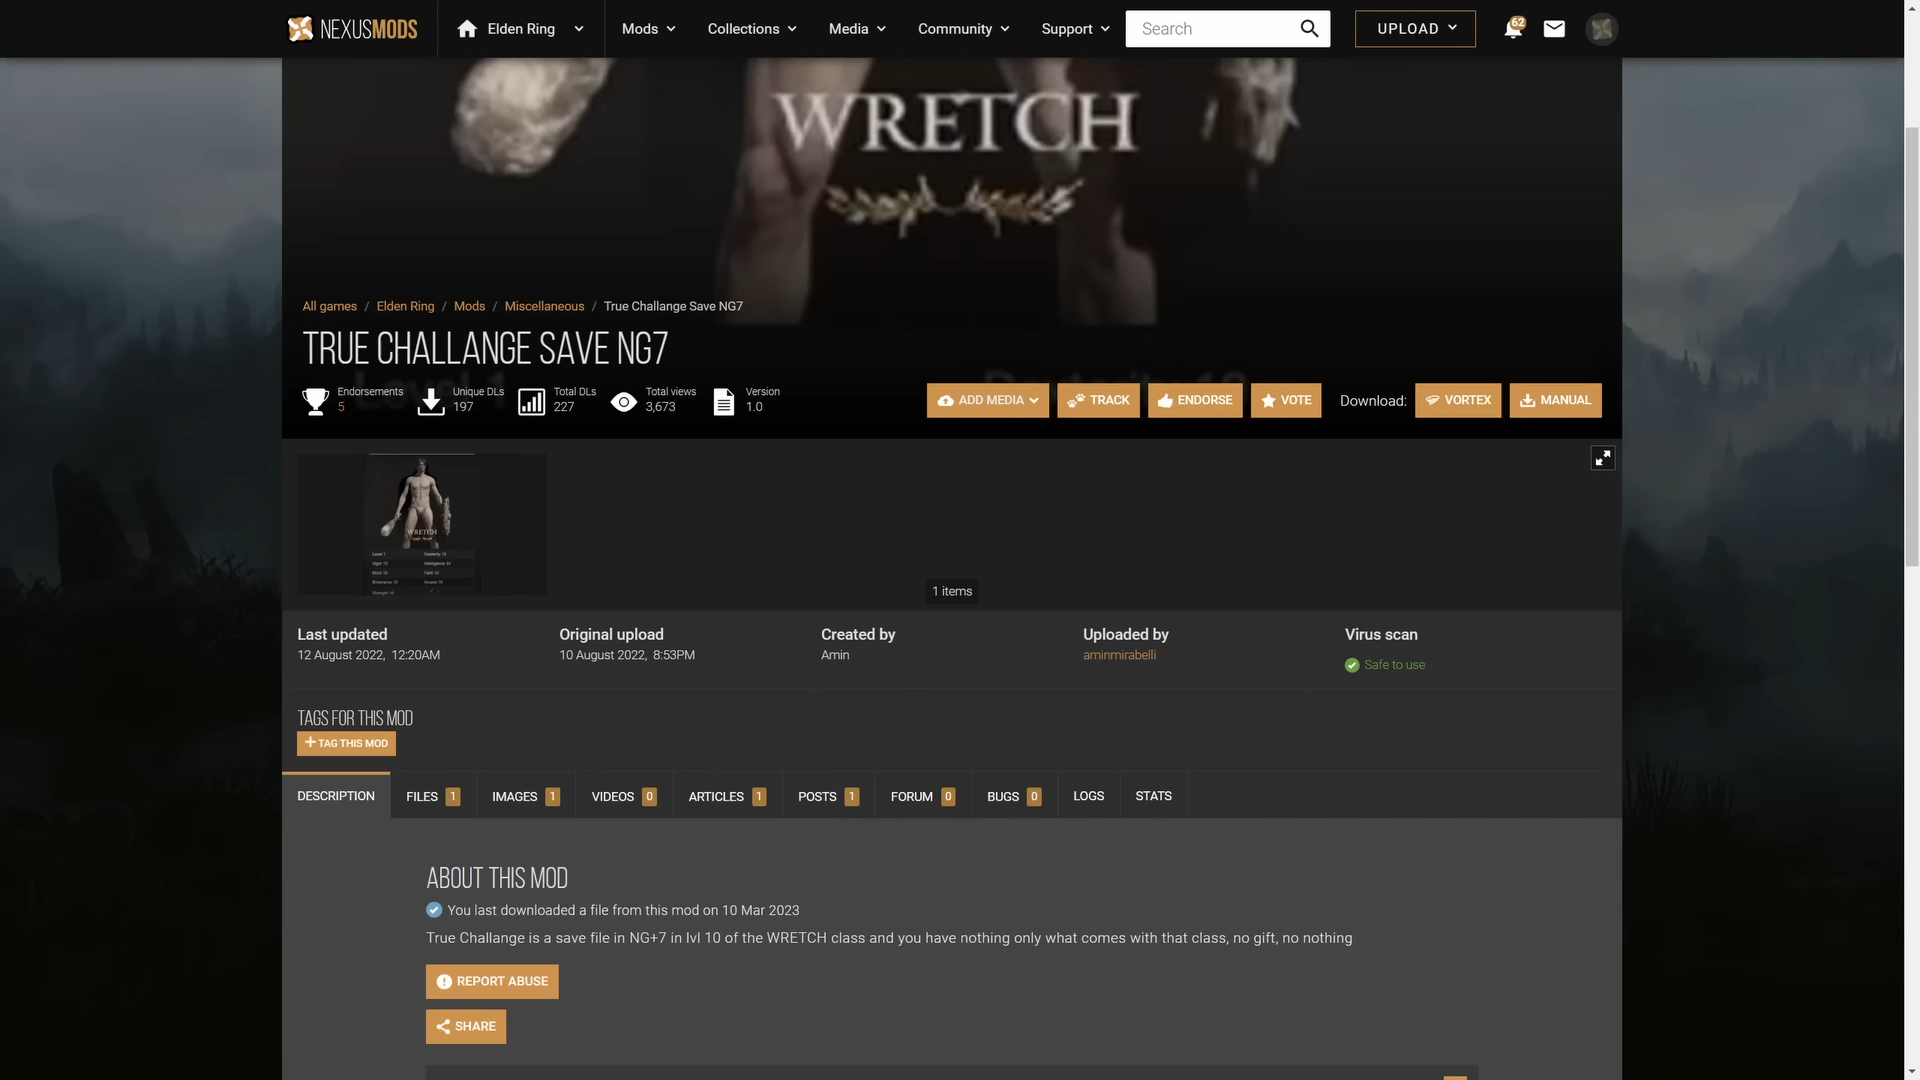 NEXUSMODS
Elden Ring
Mods
Collections
Media
Community
Support
Search
UPLOAD
62
WRETCH
All games / Elden Ring / Mods / Miscellaneous / True Challange Save NG7
TRUE CHALLANGE SAVE NG7
Endorsements
5
Unique DLs
197
Total DLs
227
Total views
3,673
Version
1.0
ADD MEDIA
TRACK
ENDORSE
VOTE
Download:
VORTEX
MANUAL
WRETCH
1 items
Last updated
12 August 2022, 12:20AM
Original upload
10 August 2022, 8:53PM
Created by
Amin
Uploaded by
aminmirabelli
Virus scan
Safe to use
TAGS FOR THIS MOD
+ TAG THIS MOD
DESCRIPTION
FILES 1
IMAGES 1
VIDEOS 0
ARTICLES 1
POSTS 1
FORUM 0
BUGS 0
LOGS
STATS
ABOUT THIS MOD
You last downloaded a file from this mod on 10 Mar 2023
True Challange is a save file in NG+7 in lvl 10 of the WRETCH class and you have nothing only what comes with that class, no gift, no nothing
REPORT ABUSE
SHARE